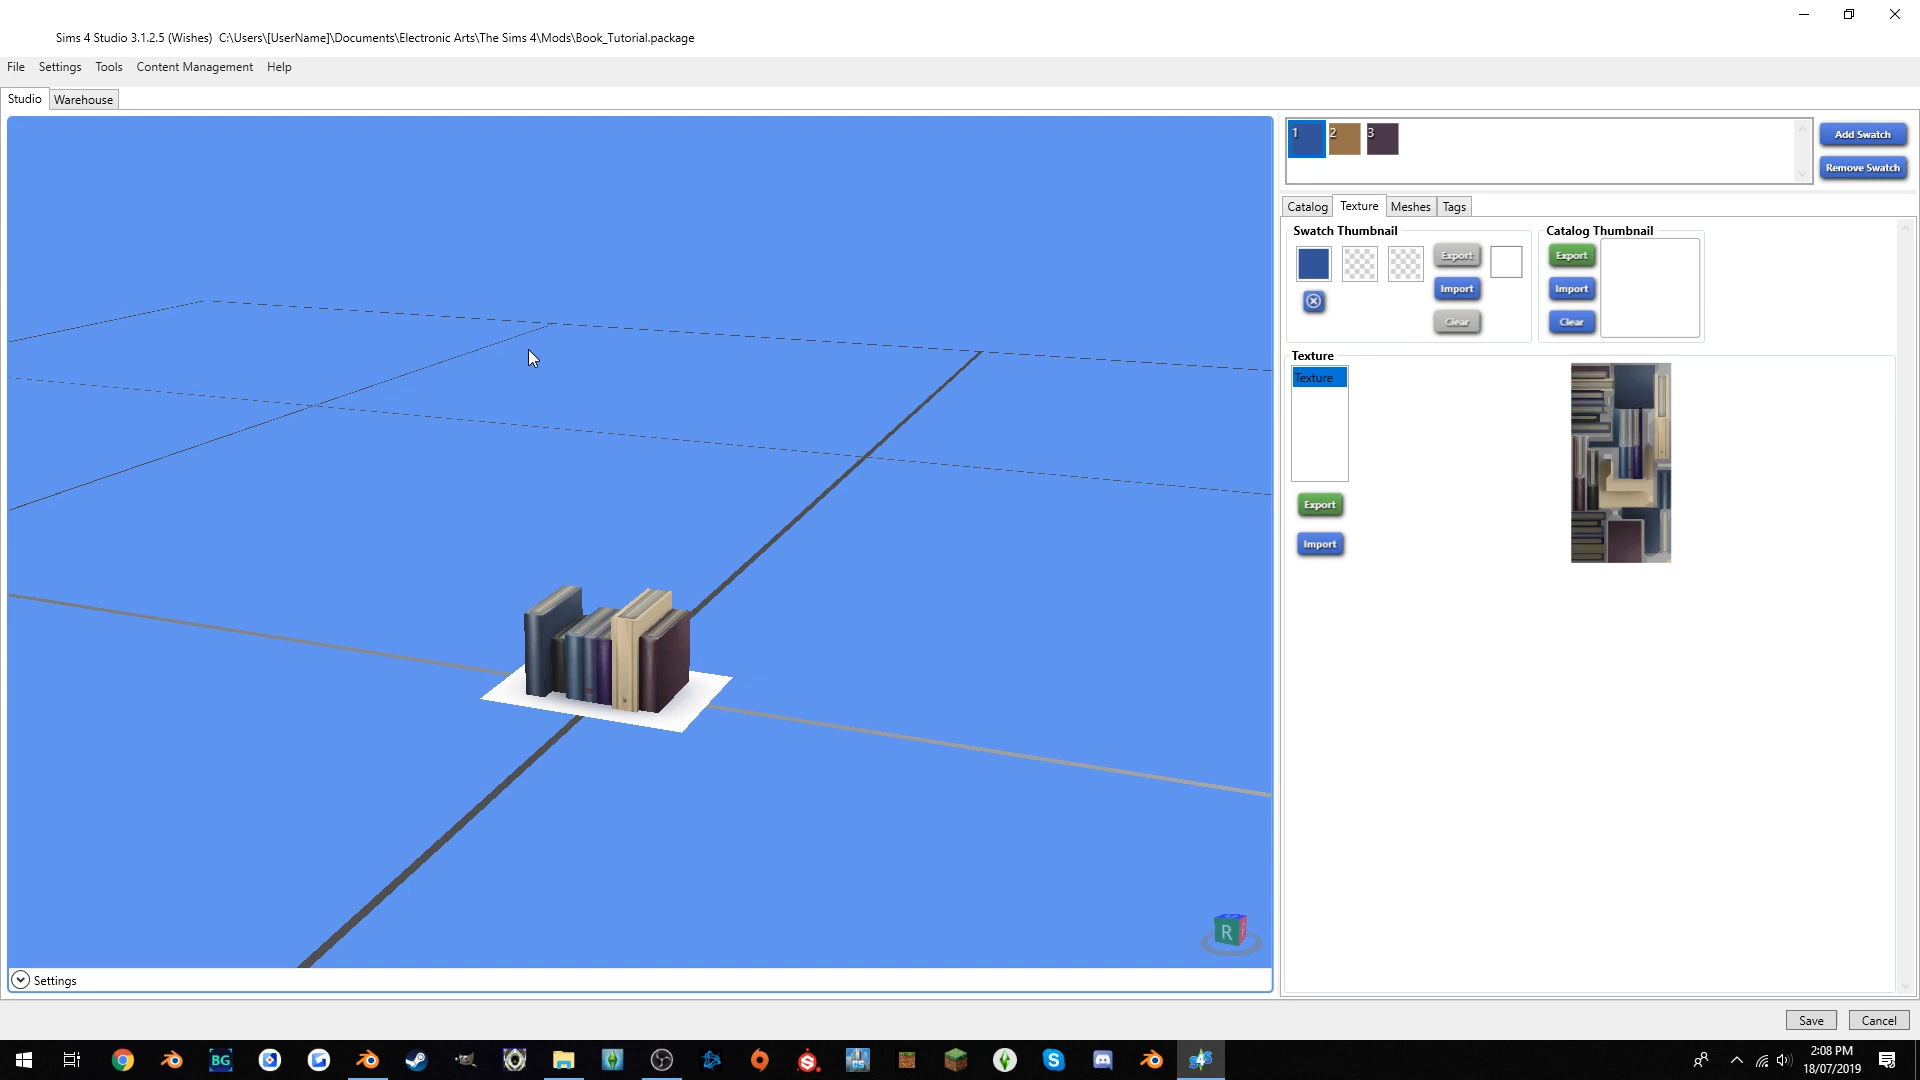 Sims 4 Studio 3.1.2.5 (Wishes) C:\Users\[UserName]\Documents\Electronic Arts\The Sims 4\Mods\Book_Tutorial.package
File Settings Tools Content Management Help
Studio Warehouse
1 2 3
Add Swatch
Remove Swatch
Catalog Texture Meshes Tags
Swatch Thumbnail
Catalog Thumbnail
Export
Export
Import
Import
Clear
Clear
Texture
Texture
Export
Import
R
Settings
Save Cancel
BG
S
4
2:08 PM
18/07/2019